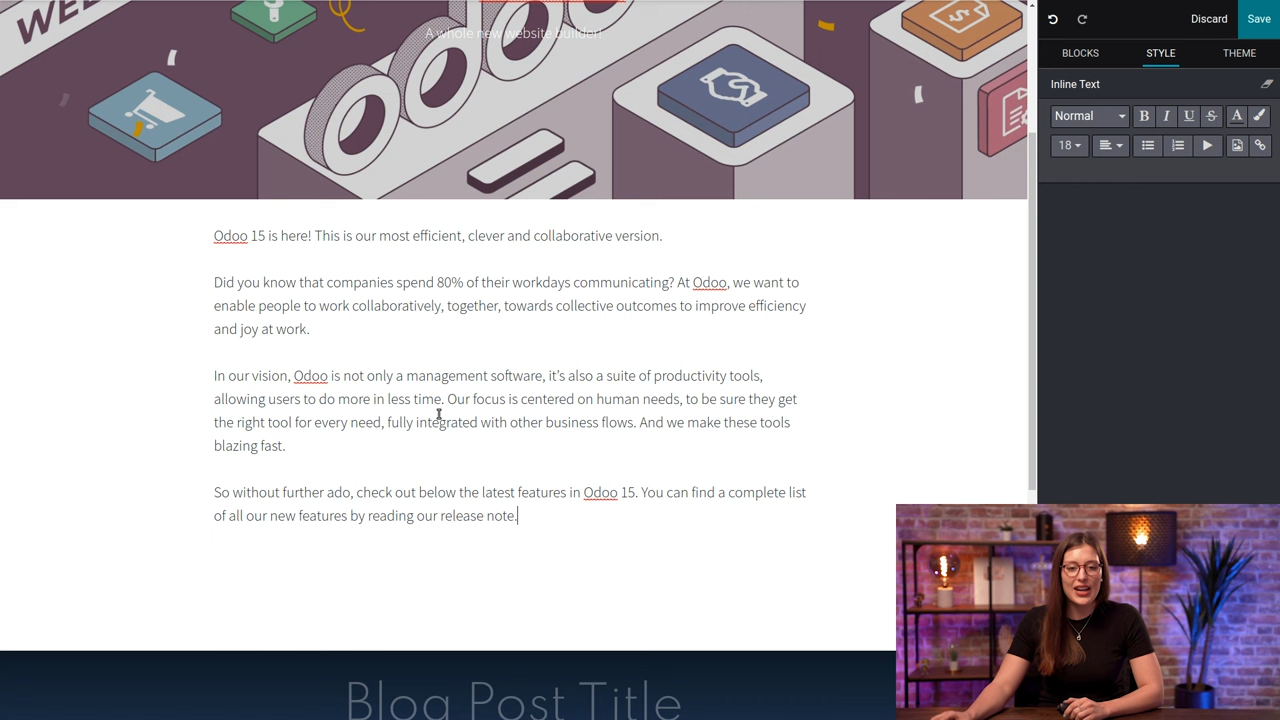 WE
A whole new website builder!
Discard
Save
BLOCKS
STYLE
THEME
Inline Text
Normal
B I U S A
18
Odoo 15 is here! This is our most efficient, clever and collaborative version.
Did you know that companies spend 80% of their workdays communicating? At Odoo, we want to
enable people to work collaboratively, together, towards collective outcomes to improve efficiency
and joy at work.
In our vision, Odoo is not only a management software, it’s also a suite of productivity tools,
allowing users to do more in less time. Our focus is centered on human needs, to be sure they get
the right tool for every need, fully integrated with other business flows. And we make these tools
blazing fast.
So without further ado, check out below the latest features in Odoo 15. You can find a complete list
of all our new features by reading our release note.
Blog Post Title